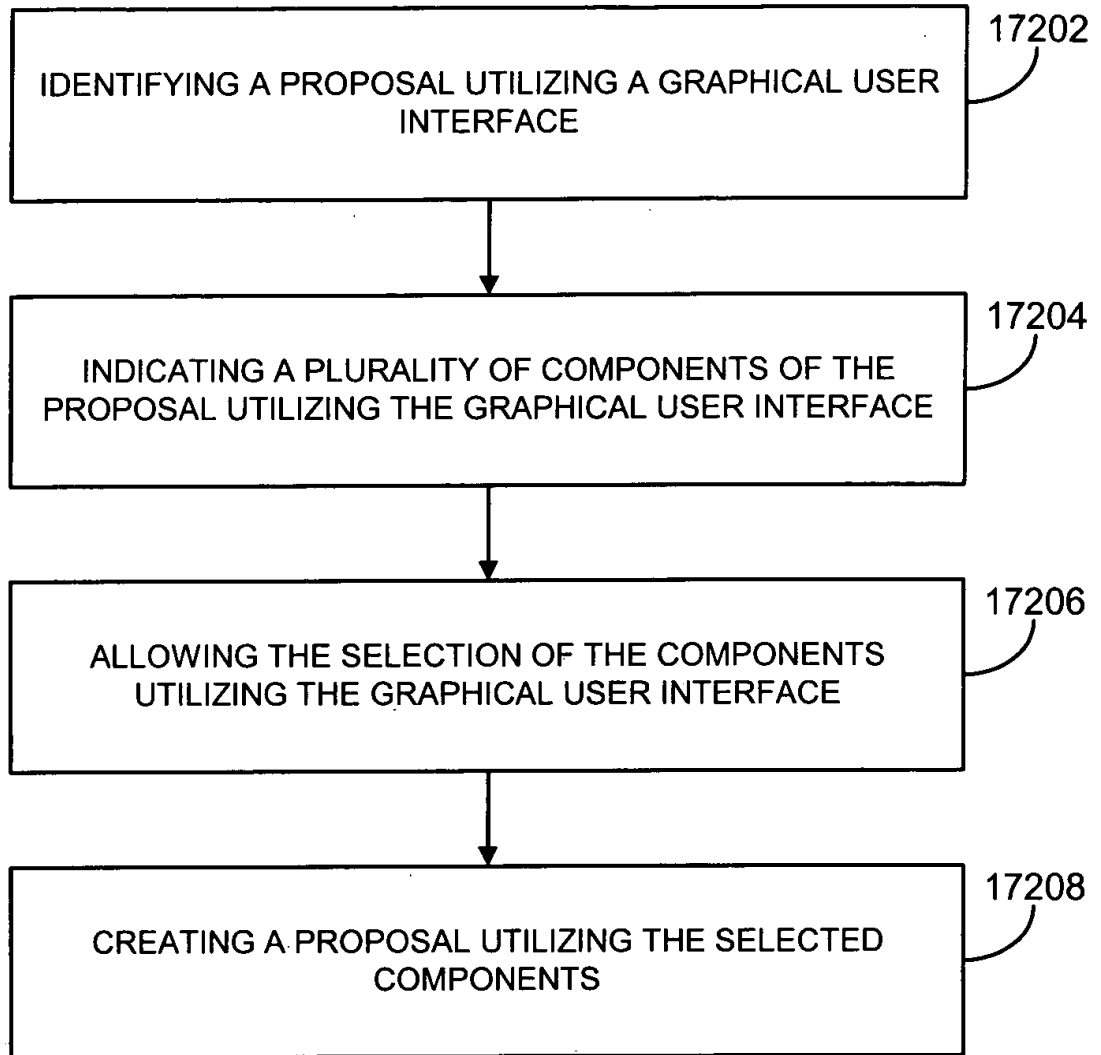 17202
IDENTIFYING A PROPOSAL UTILIZING A GRAPHICAL USER
INTERFACE
17204
INDICATING A PLURALITY OF COMPONENTS OF THE
PROPOSAL UTILIZING THE GRAPHICAL USER INTERFACE
17206
ALLOWING THE SELECTION OF THE COMPONENTS
UTILIZING THE GRAPHICAL USER INTERFACE
17208
CREATING A PROPOSAL UTILIZING THE SELECTED
COMPONENTS